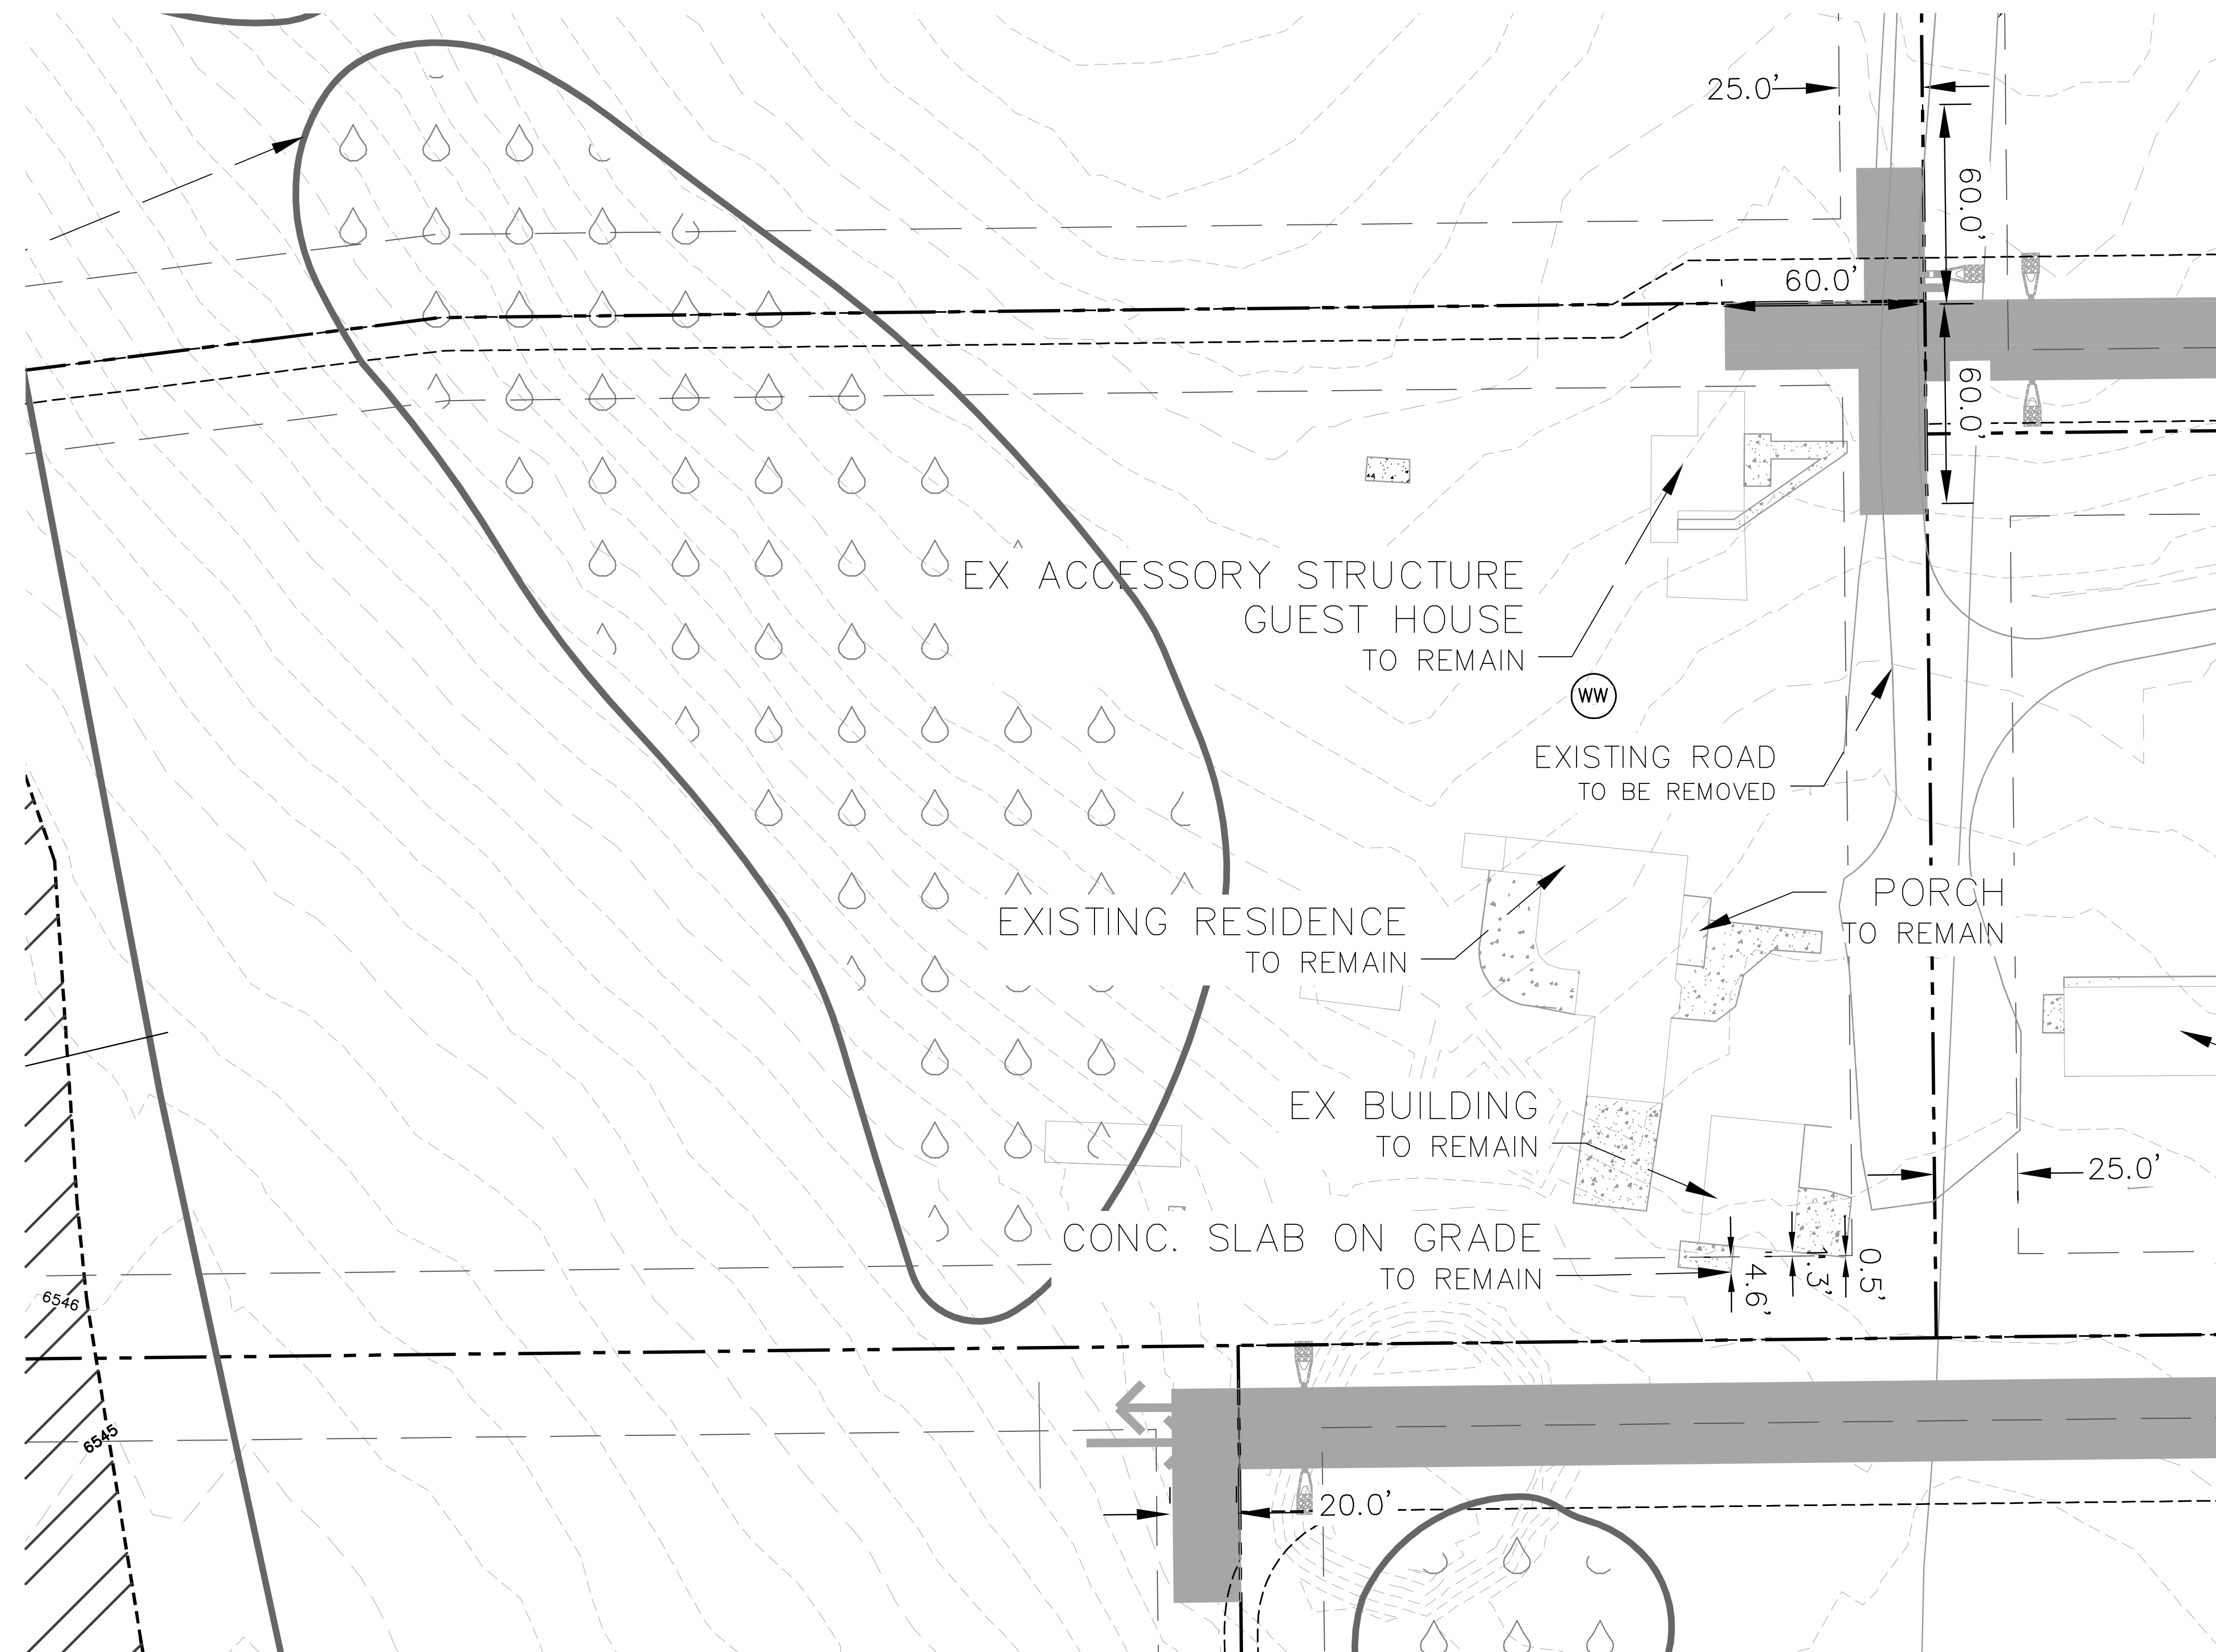 25.0'
60.0'
60.0'
60.0'
EX ACCESSORY STRUCTURE
GUEST HOUSE
TO REMAIN
WW
EXISTING ROAD
TO BE REMOVED
PORCH
TO REMAIN
EXISTING RESIDENCE
TO REMAIN
EX BUILDING
TO REMAIN
25.0'
CONC. SLAB ON GRADE
TO REMAIN
4.6'
1.3'
0.5'
6546
6545
20.0'